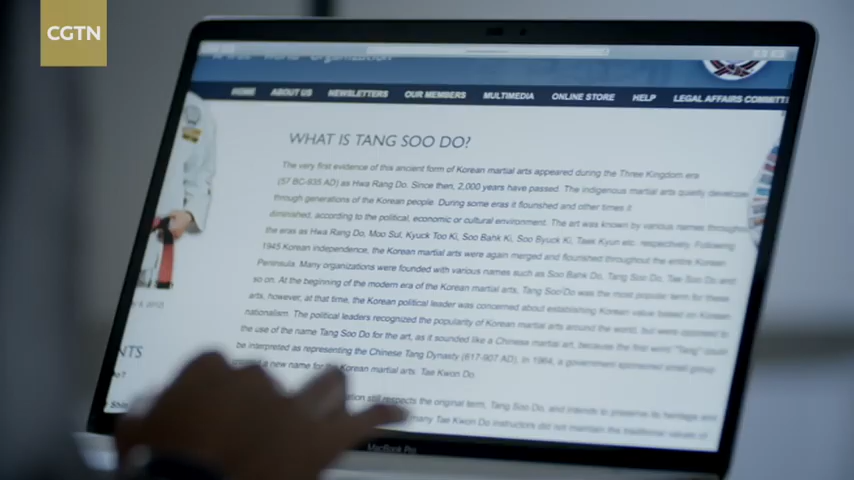 CGTN
HOME ABOUT US NEWSLETTERS OUR MEMBERS MULTIMEDIA ONLINE STORE HELP LEGAL AFFAIRS COMMITT
WHAT IS TANG SOO DO?
The very first evidence of this ancient form of Korean martial arts appeared during the Three Kingdom era
(57 BC-935 AD) as Hwa Rang Do. Since then, 2,000 years have passed. The indigenous martial arts quietly develope
through generations of the Korean people. During some eras it flourished and other times it
diminished, according to the political, economic or cultural environment. The art was known by various names through
the eras as Hwa Rang Do, Moo Sul, Kyuck Too Ki, Soo Bahk Ki, Soo Byuck Ki, Taek Kyun etc. respectively. Following
1945 Korean independence, the Korean martial arts were again merged and flourished throughout the entire Korean
Peninsula. Many organizations were founded with various names such as Soo Bahk Do, Tang Soo Do, Tae Soo Do and
so on. At the beginning of the modern era of the Korean martial arts, Tang Soo Do was the most popular term for these
arts, however, at that time, the Korean political leader was concerned about establishing Korean value based on Korean
nationalism. The political leaders recognized the popularity of Korean martial arts around the world, but were opposed to
the use of the name Tang Soo Do for the art, as it sounded like a Chinese martial art, because the first word "Tang" could
be interpreted as representing the Chinese Tang Dynasty (617-907 AD). In 1964, a government sponsored small group
a new name for the Korean martial arts. Tae Kwon Do.
still respects the original term, Tang Soo Do, and intends to preserve its heritage and
many Tae Kwon Do instructors did not maintain the traditional values of
NTS
MacBook Pro